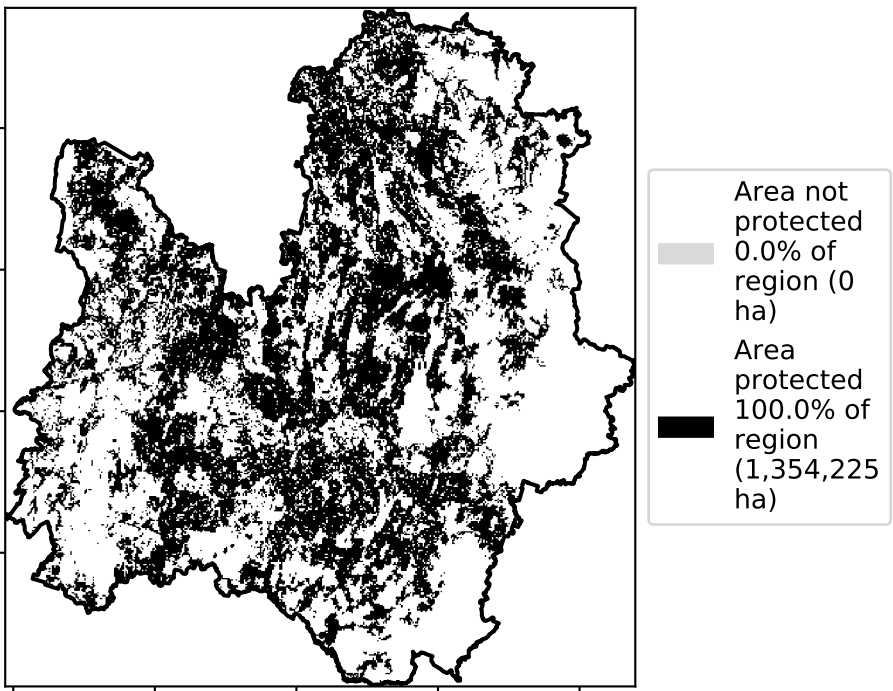 Area not
protected
0.0% of
region (0
ha)
Area
protected
100.0% of
region
(1,354,225
ha)